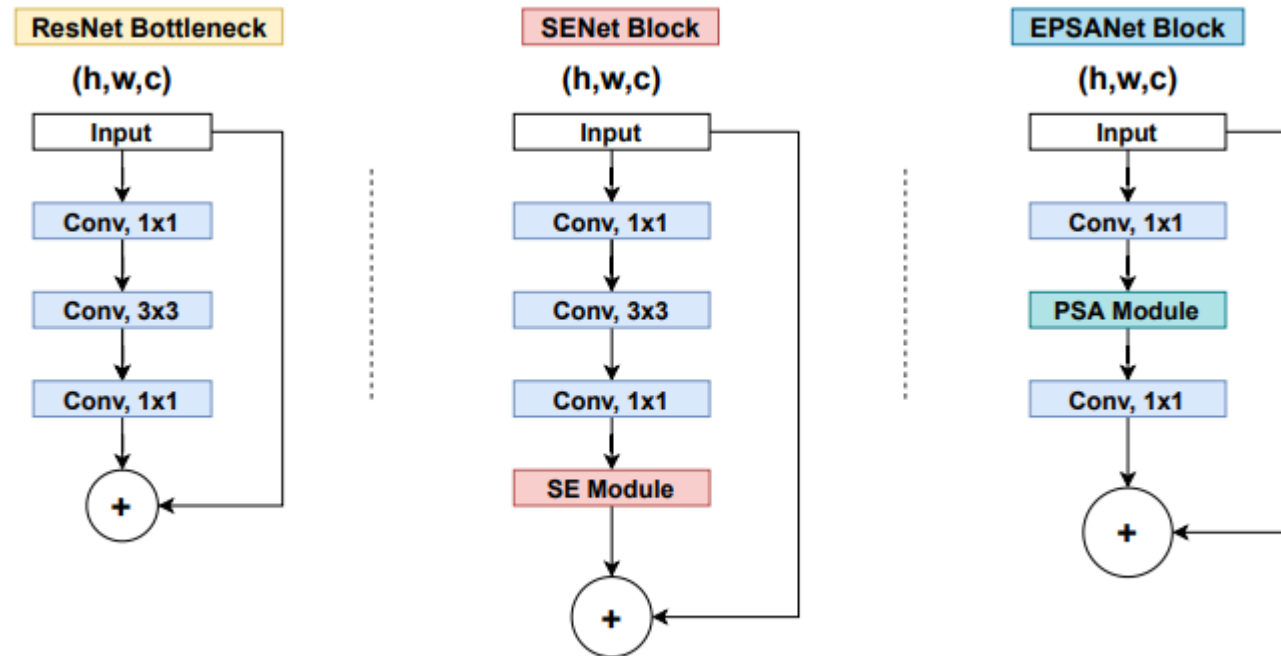 ResNet Bottleneck
(h,w,c)
Input
Conv, 1x1
Conv, 3x3
Conv, 1x1
+
SENet Block
(h,w,c)
Input
Conv, 1x1
Conv, 3x3
Conv, 1x1
SE Module
+
EPSANet Block
(h,w,c)
Input
Conv, 1x1
PSA Module
Conv, 1x1
+